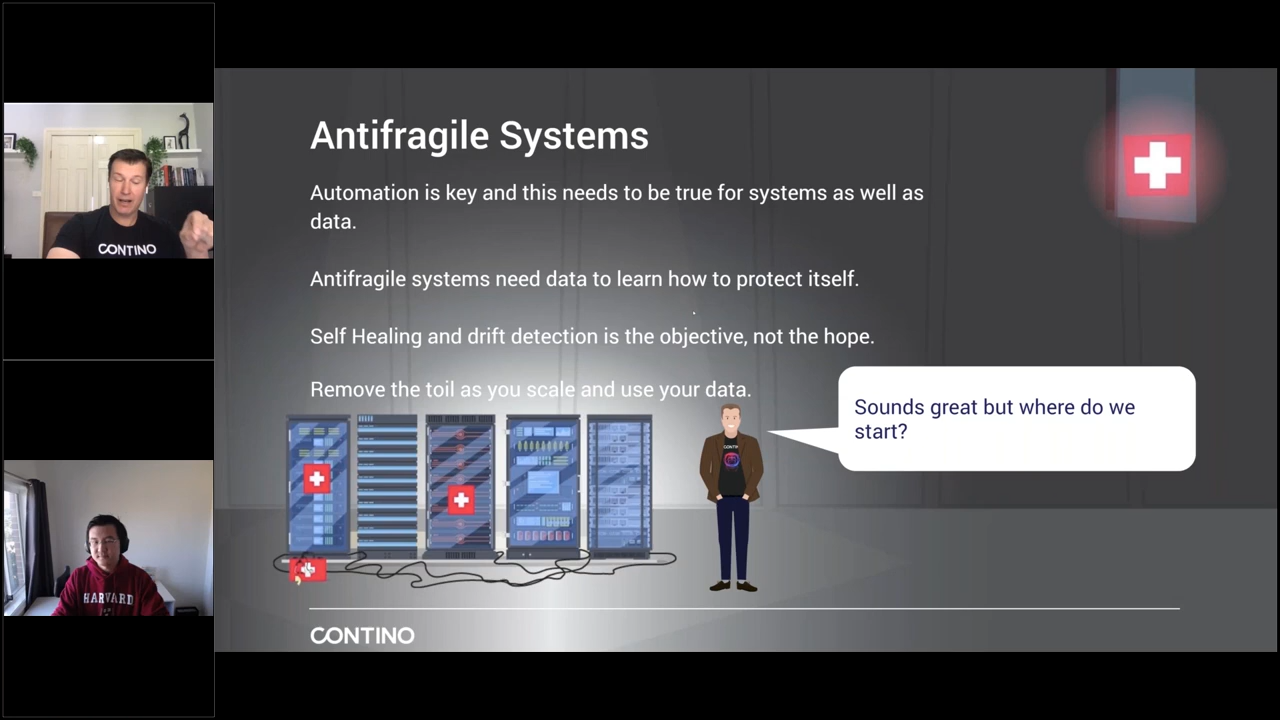 Antifragile Systems
Automation is key and this needs to be true for systems as well as
data.
Antifragile systems need data to learn how to protect itself.
Self Healing and drift detection is the objective, not the hope.
Remove the toil as you scale and use your data.
Sounds great but where do we
start?
CONTINO
CONTINO
HARVARD